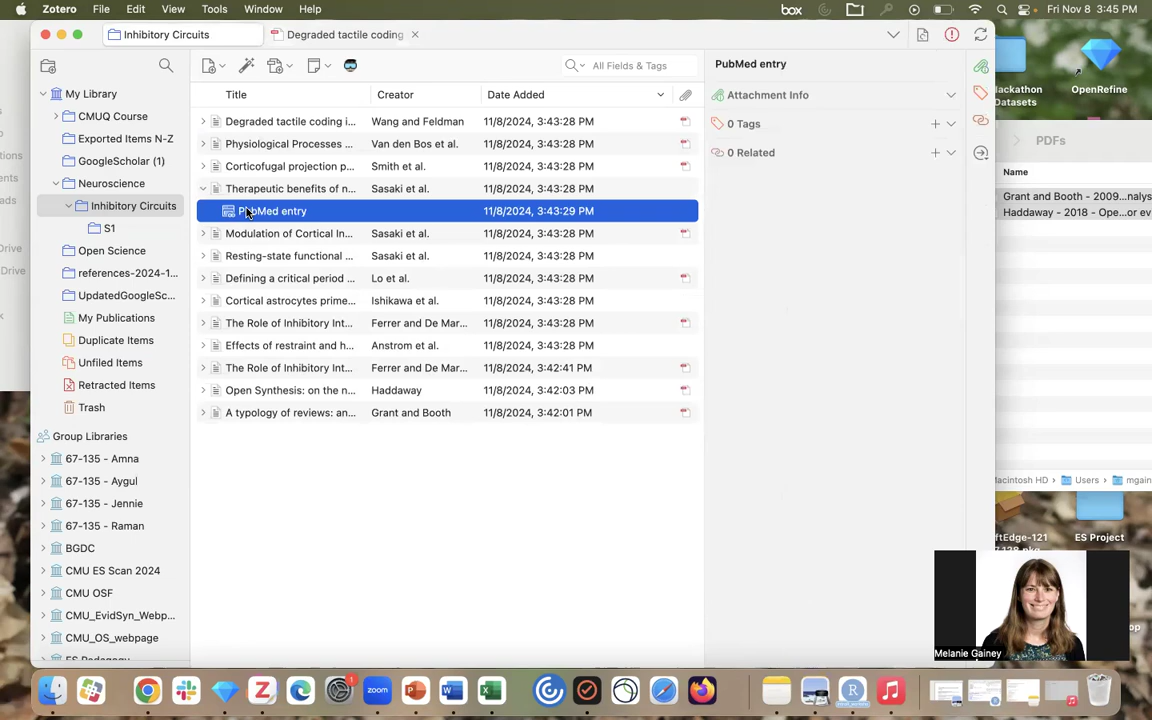 Zotero File Edit View Tools Window Help box Fri Nov 8 3:45 PM
Inhibitory Circuits Degraded tactile coding
All Fields & Tags
Title Creator Date Added
My Library
CMUQ Course
Exported Items N-Z
GoogleScholar (1)
Neuroscience
Inhibitory Circuits
S1
Open Science
references-2024-1...
UpdatedGoogleSc...
My Publications
Duplicate Items
Unfiled Items
Retracted Items
Trash
Group Libraries
67-135 - Amna
67-135 - Aygul
67-135 - Jennie
67-135 - Raman
BGDC
CMU ES Scan 2024
CMU OSF
CMU_EvidSyn_Webp...
CMU_OS_webpage
ES Pedagogy
Degraded tactile coding i... Wang and Feldman 11/8/2024, 3:43:28 PM
Physiological Processes ... Van den Bos et al. 11/8/2024, 3:43:28 PM
Corticofugal projection p... Smith et al. 11/8/2024, 3:43:28 PM
Therapeutic benefits of n... Sasaki et al. 11/8/2024, 3:43:28 PM
PubMed entry 11/8/2024, 3:43:29 PM
Modulation of Cortical In... Sasaki et al. 11/8/2024, 3:43:28 PM
Resting-state functional ... Sasaki et al. 11/8/2024, 3:43:28 PM
Defining a critical period ... Lo et al. 11/8/2024, 3:43:28 PM
Cortical astrocytes prime... Ishikawa et al. 11/8/2024, 3:43:28 PM
The Role of Inhibitory Int... Ferrer and De Mar... 11/8/2024, 3:43:28 PM
Effects of restraint and h... Anstrom et al. 11/8/2024, 3:43:28 PM
The Role of Inhibitory Int... Ferrer and De Mar... 11/8/2024, 3:42:41 PM
Open Synthesis: on the n... Haddaway 11/8/2024, 3:42:03 PM
A typology of reviews: an... Grant and Booth 11/8/2024, 3:42:01 PM
PubMed entry
Attachment Info
0 Tags
0 Related
ackathon
Datasets
OpenRefine
PDFs
Name
Grant and Booth - 2009...nalys
Haddaway - 2018 - Ope...or ev
acintosh HD Users mgain
ftEdge-121
7.128.pkg
ES Project
Melanie Gainey
zoom